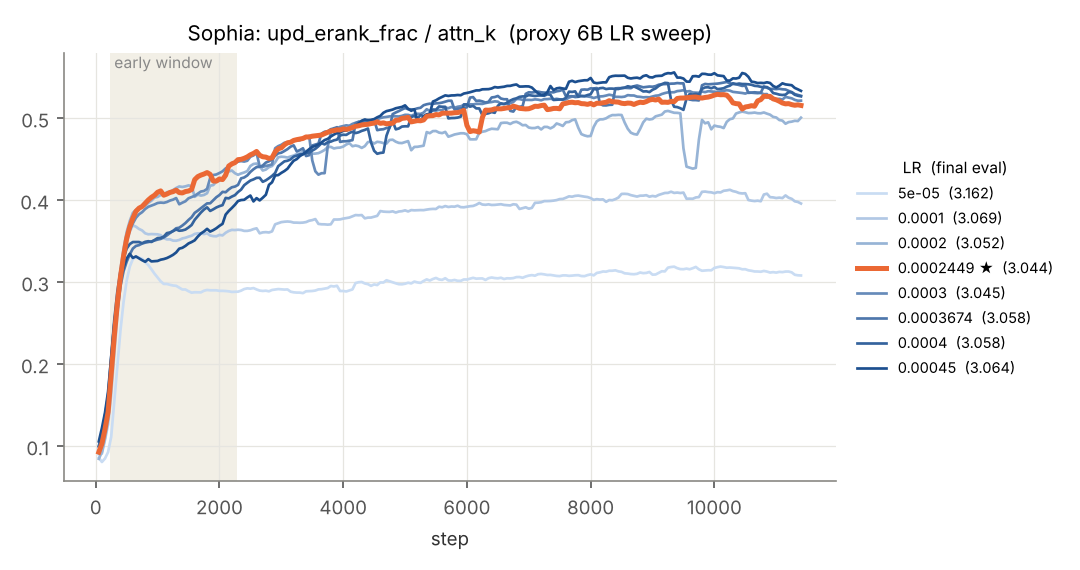 Sophia: upd_erank_frac / attn_k (proxy 6B LR sweep)
early window
0.5
0.4
0.3
0.2
0.1
0 2000 4000 6000 8000 10000
step
LR (final eval)
5e-05 (3.162)
0.0001 (3.069)
0.0002 (3.052)
0.0002449 ★ (3.044)
0.0003 (3.045)
0.0003674 (3.058)
0.0004 (3.058)
0.00045 (3.064)